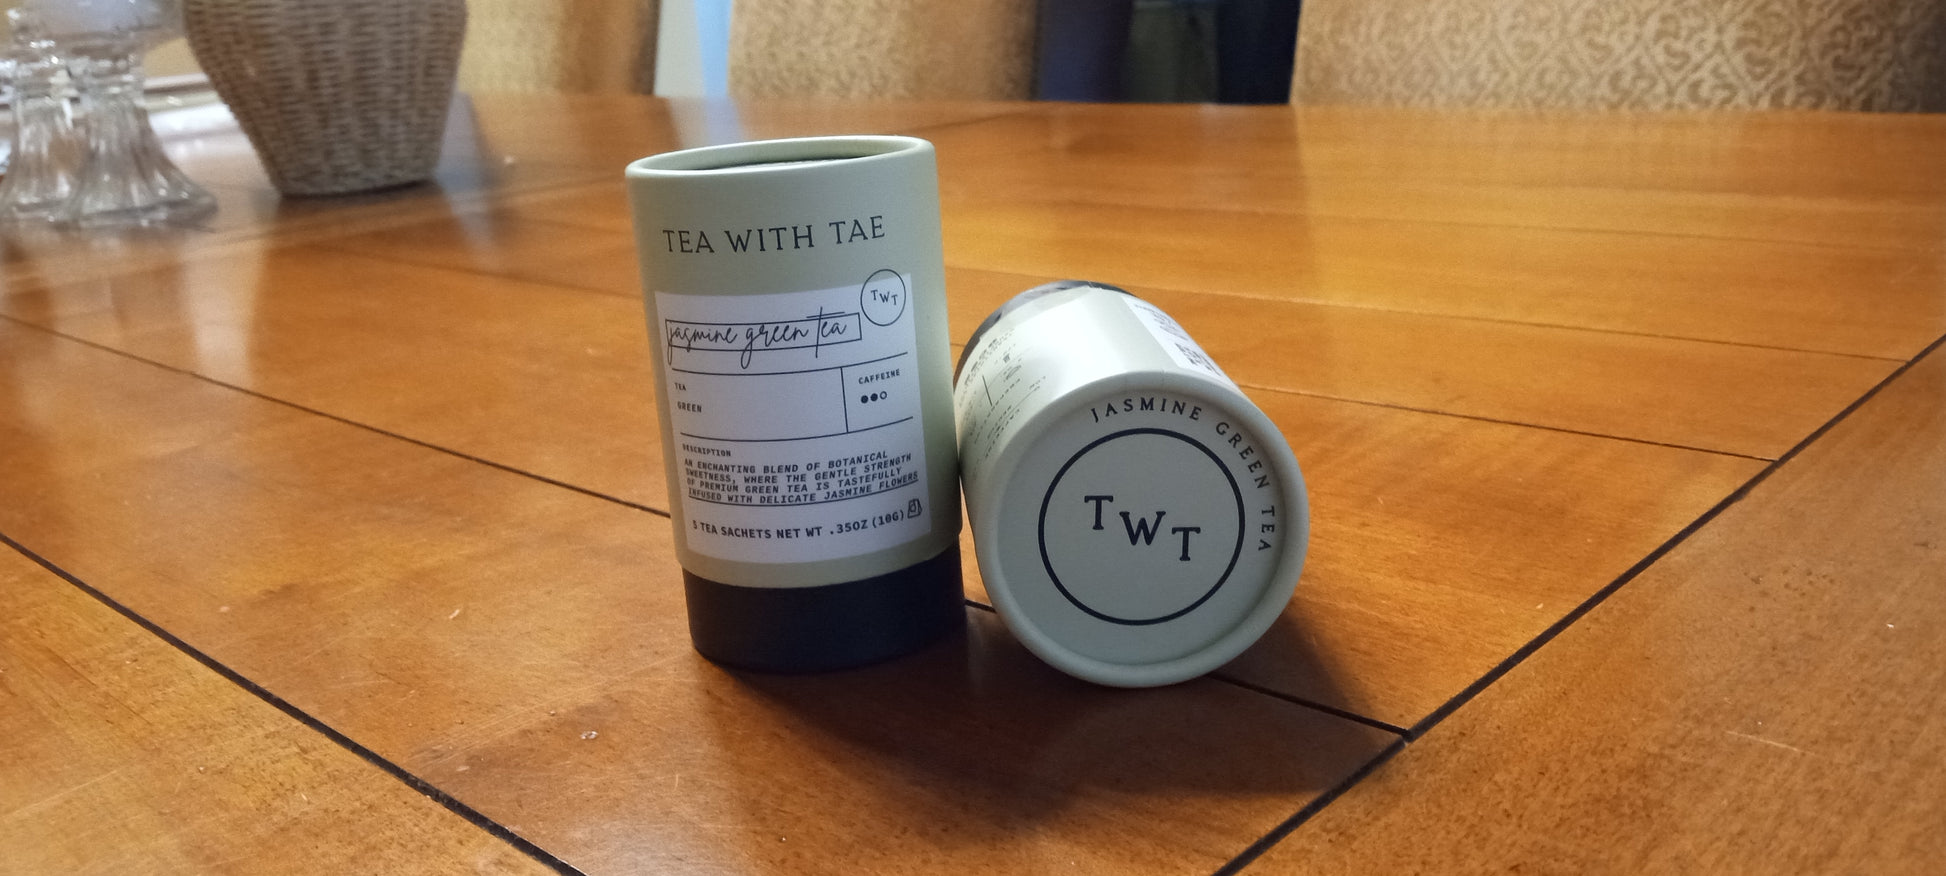 TEA WITH TAE
TWT
jasmine green tea
TEA
GREEN
CAFFEINE
DESCRIPTION
AN ENCHANTING BLEND OF BOTANICAL
SWEETNESS, WHERE THE GENTLE STRENGTH
OF PREMIUM GREEN TEA IS TASTEFULLY
INFUSED WITH DELICATE JASMINE FLOWERS
5 TEA SACHETS NET WT .35OZ (10G)
JASMINE GREEN TEA
TWT